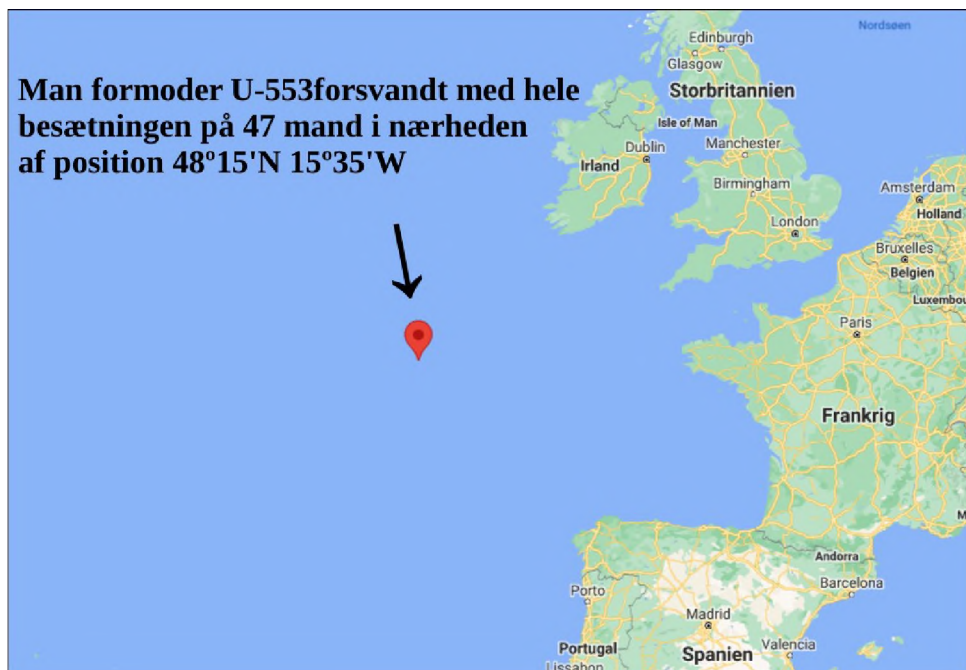 Nordsøen
Edinburgh
Glasgow
Man formoder U-553forsvandt med hele
besætningen på 47 mand i nærheden
af position 48º15'N 15º35'W
Storbritannien
Isle of Man
Dublin
Manchester
Irland
Birmingham
Amsterdam
Holland
London
Bruxelles
Belgien
Luxembou
Paris
Frankrig
M
Andorra
Porto
Barcelona
Madrid
Portugal
Spanien
Valencia
Lissabon